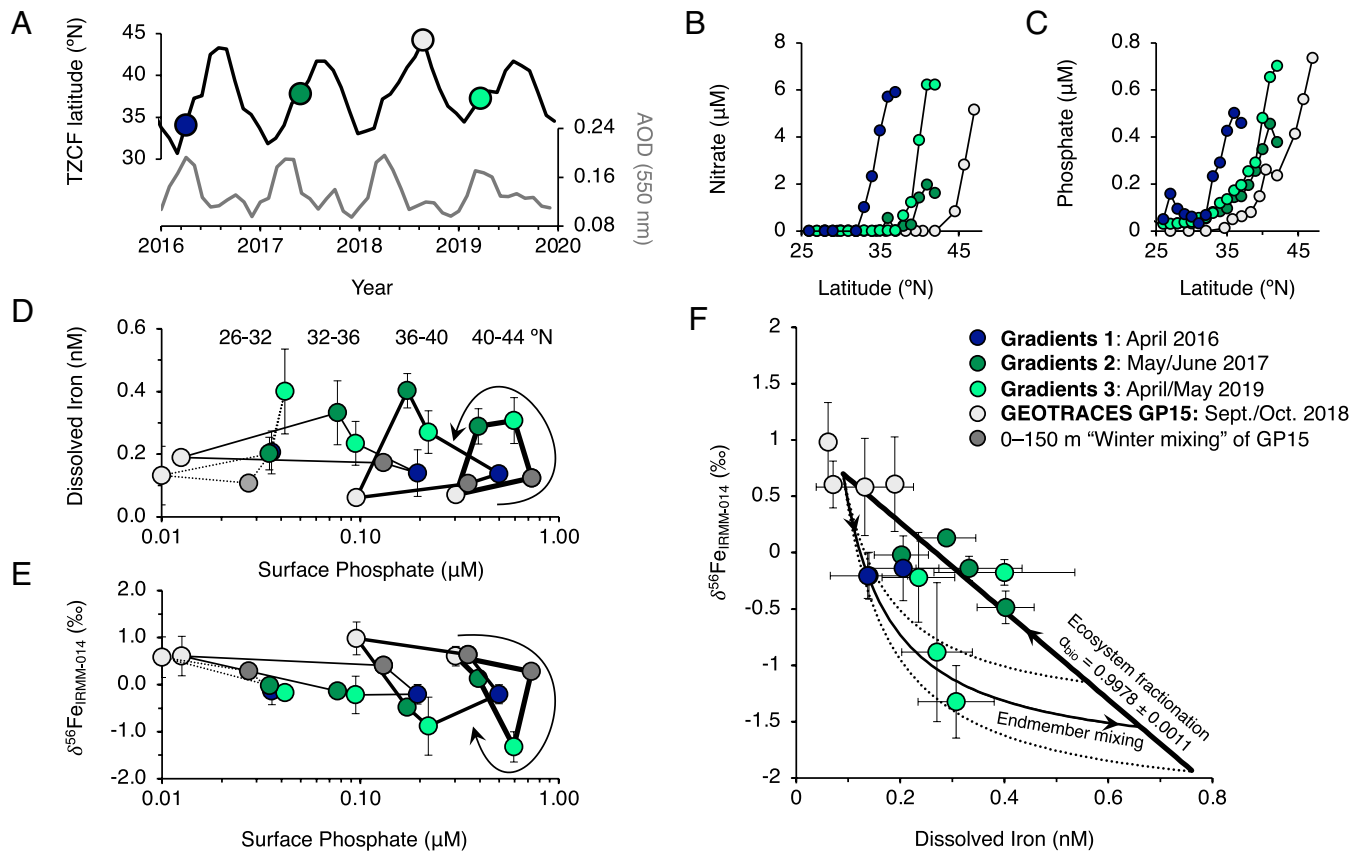 A
TZCF latitude (ºN)
45
40
35
30
0.24
0.16
0.08
AOD (550 nm)
2016 2017 2018 2019 2020
Year
B
Nitrate (µM)
8
6
4
2
0
25 35 45
Latitude (ºN)
C
Phosphate (µM)
0.8
0.6
0.4
0.2
0
25 35 45
Latitude (ºN)
D
Dissolved Iron (nM)
0.6
0.4
0.2
0.0
26-32 32-36 36-40 40-44 ºN
0.01 0.10 1.00
Surface Phosphate (µM)
E
δ⁵⁶Fe IRMM-014 (‰)
2.0
1.0
0.0
-1.0
-2.0
0.01 0.10 1.00
Surface Phosphate (µM)
F
δ⁵⁶Fe IRMM-014 (‰)
2
1.5
1
0.5
0
-0.5
-1
-1.5
-2
Gradients 1: April 2016
Gradients 2: May/June 2017
Gradients 3: April/May 2019
GEOTRACES GP15: Sept./Oct. 2018
0–150 m “Winter mixing” of GP15
Ecosystem fractionation
αbio = 0.9978 ± 0.0011
Endmember mixing
0 0.2 0.4 0.6 0.8
Dissolved Iron (nM)